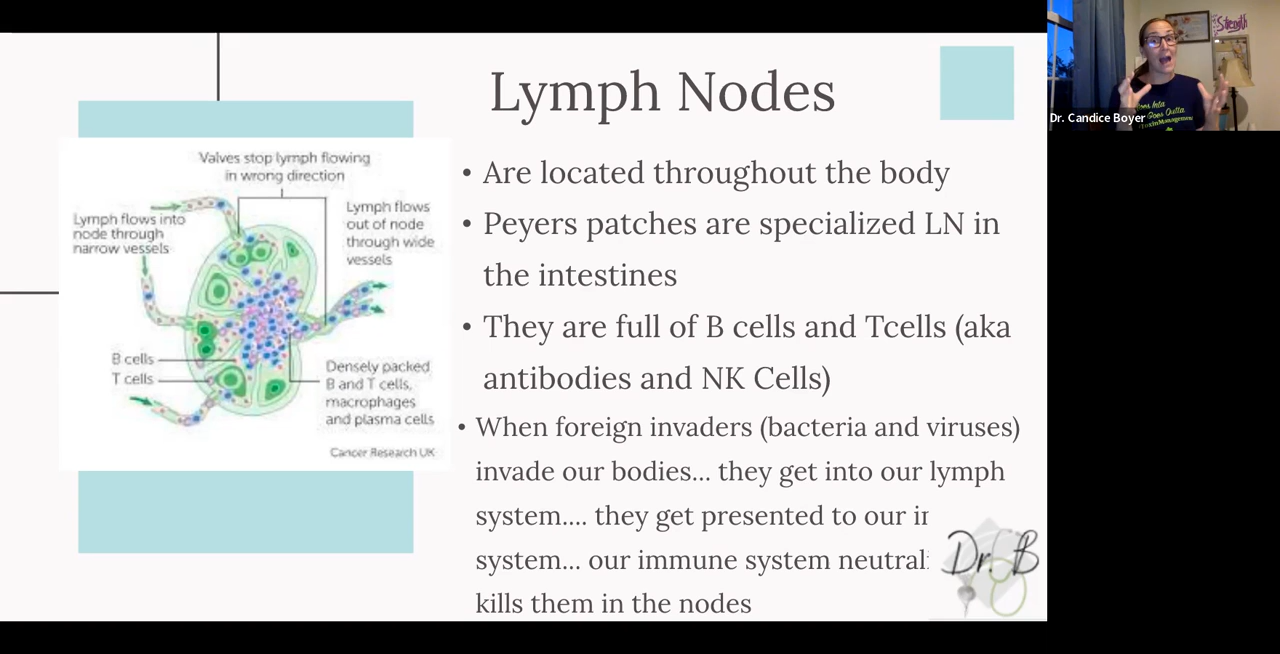 Lymph Nodes
• Are located throughout the body
• Peyers patches are specialized LN in
the intestines
• They are full of B cells and Tcells (aka
antibodies and NK Cells)
• When foreign invaders (bacteria and viruses)
invade our bodies... they get into our lymph
system.... they get presented to our
system... our immune system
kills them in the nodes
Valves stop lymph flowing
in wrong direction
Lymph flows into
node through
narrow vessels
Lymph flows
out of node
through wide
vessels
B cells
T cells
Densely packed
B and T cells,
macrophages
and plasma cells
Cancer Research UK
Dr. B
Strength
Goes Outta
Dr. Candice Boyer